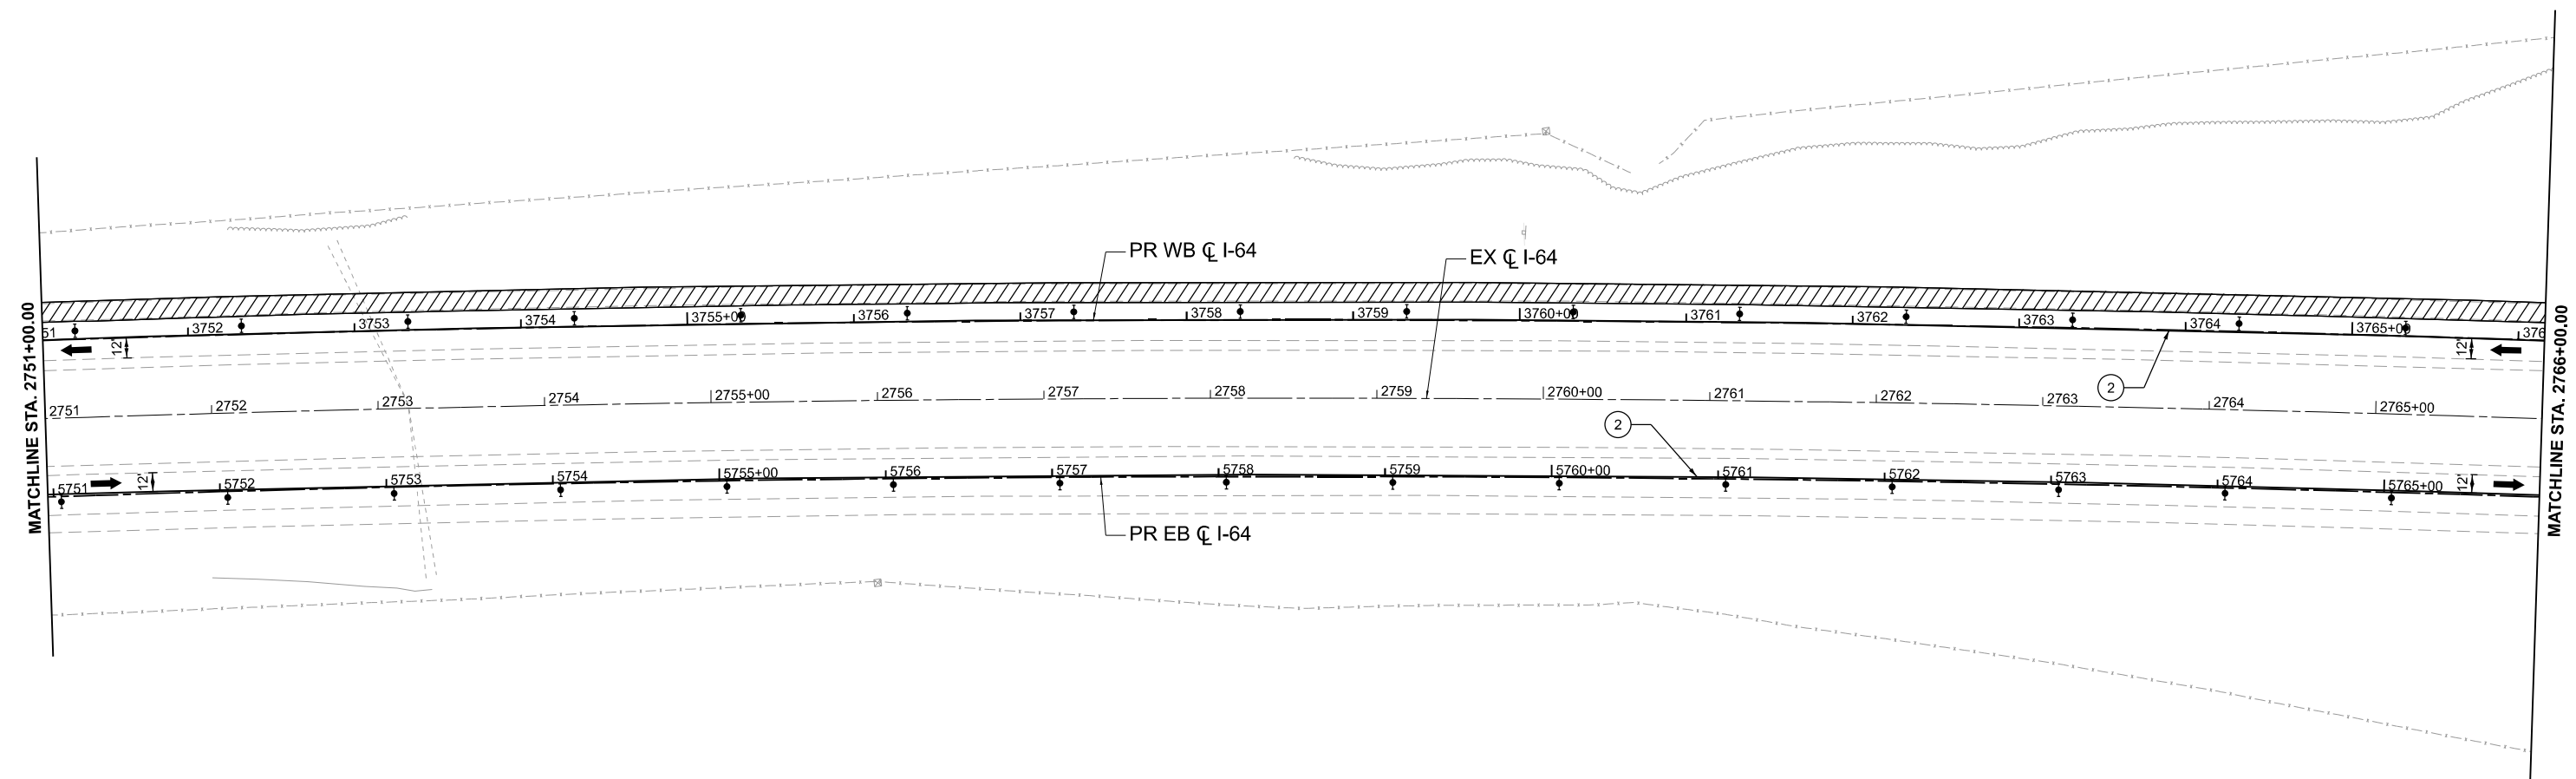 MATCHLINE STA. 2751+00.00
PR WB ℄ I-64
EX ℄ I-64
51 3752 3753 3754 3755+00 3756 3757 3758 3759 3760+00 3761 3762 3763 3764 3765+00 376
12'
12'
2
2751 2752 2753 2754 2755+00 2756 2757 2758 2759 2760+00 2761 2762 2763 2764 2765+00
2
5751 5752 5753 5754 5755+00 5756 5757 5758 5759 5760+00 5761 5762 5763 5764 5765+00
12'
12'
PR EB ℄ I-64
MATCHLINE STA. 2766+00.00